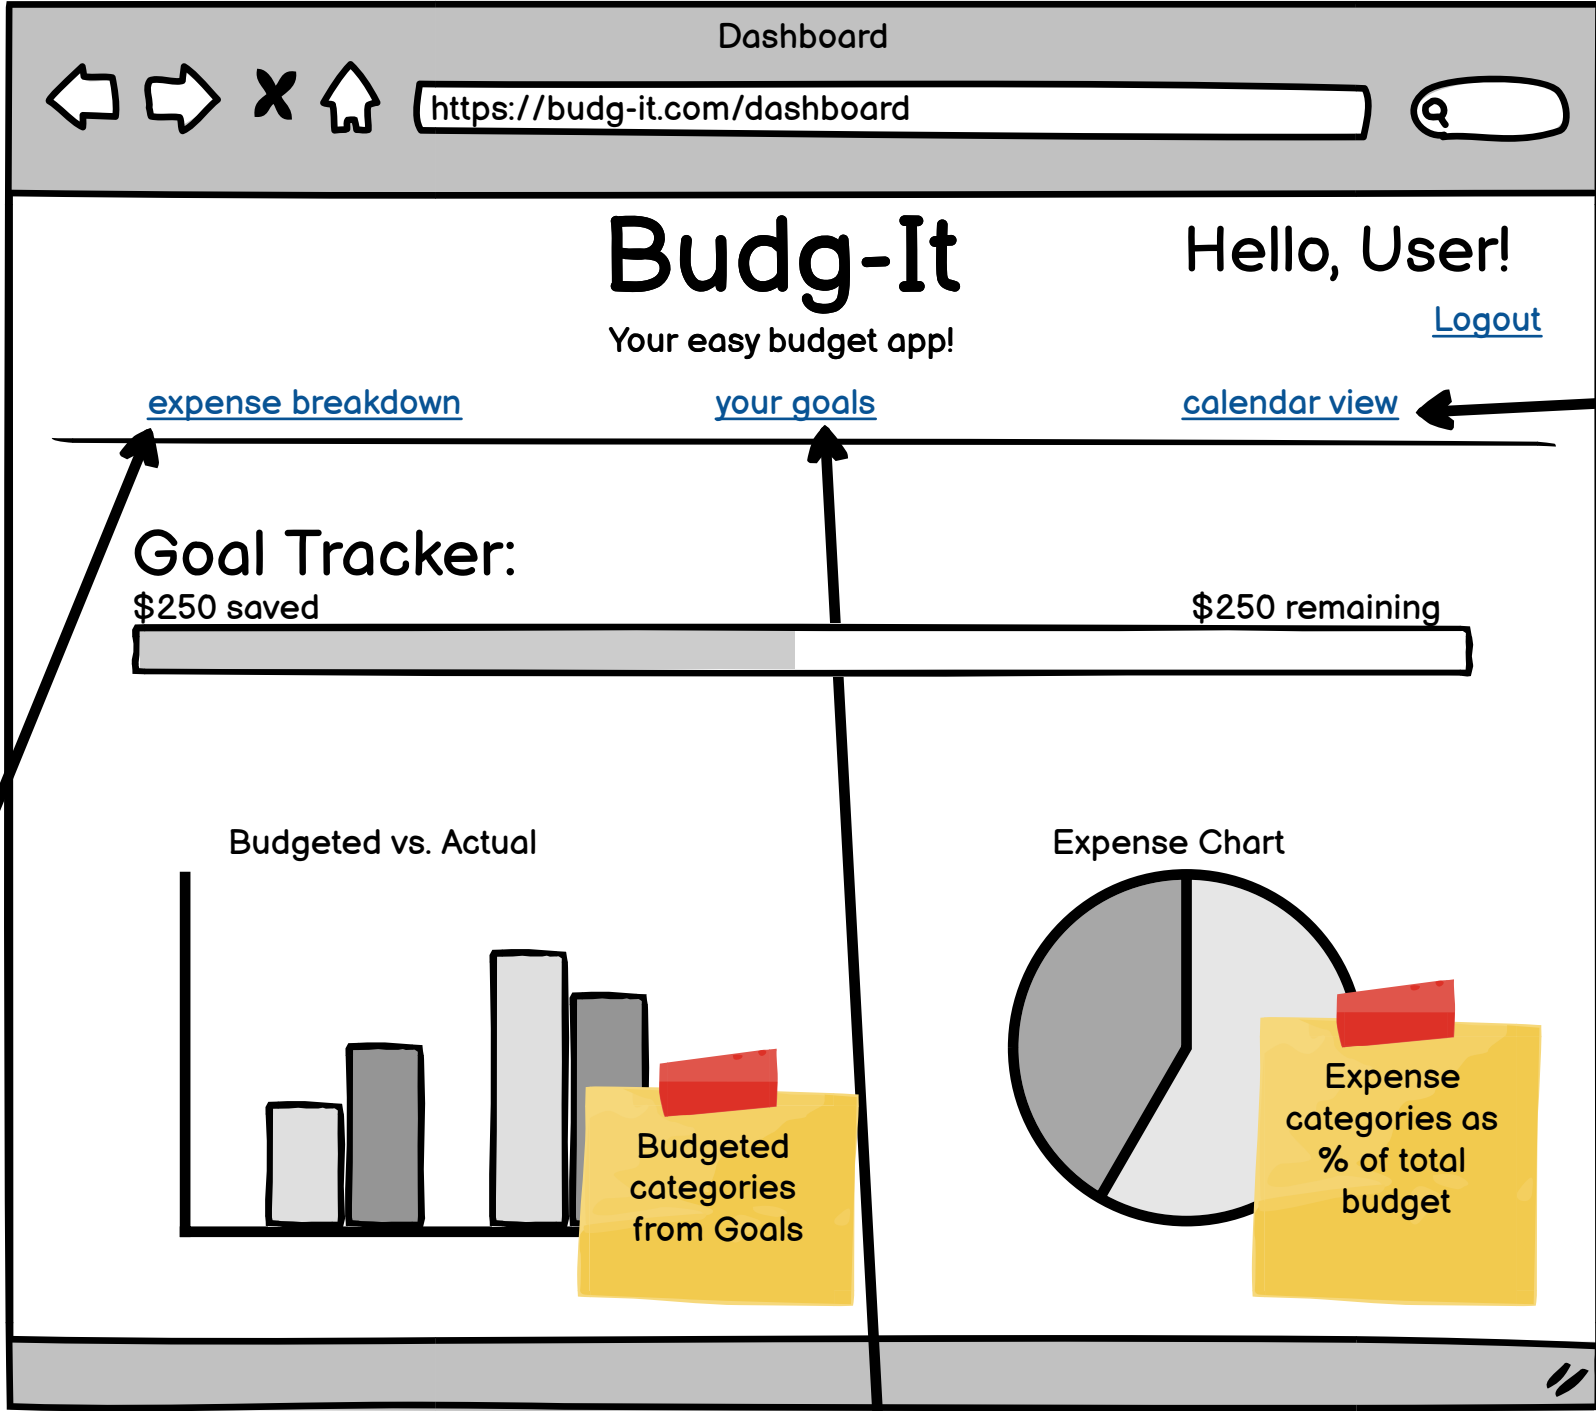 Dashboard
https://budg-it.com/dashboard
Budg-It
Hello, User!
Your easy budget app!
Logout
expense breakdown
your goals
calendar view
Goal Tracker:
$250 saved
$250 remaining
Budgeted vs. Actual
Budgeted
categories
from Goals
Expense Chart
Expense
categories as
% of total
budget